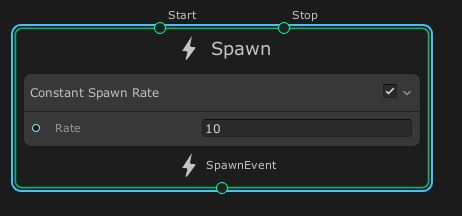 Start Stop
Spawn
Constant Spawn Rate
Rate 10
SpawnEvent